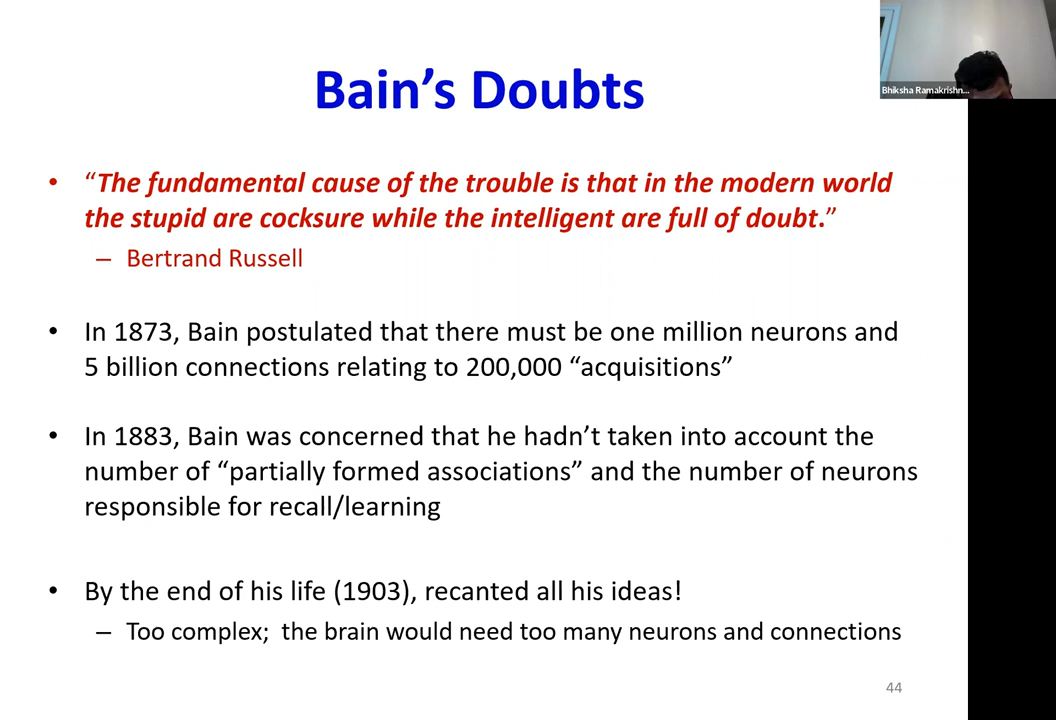 Bhiksha Ramakrishn...
Bain’s Doubts
• “The fundamental cause of the trouble is that in the modern world
the stupid are cocksure while the intelligent are full of doubt.”
– Bertrand Russell
• In 1873, Bain postulated that there must be one million neurons and
5 billion connections relating to 200,000 “acquisitions”
• In 1883, Bain was concerned that he hadn’t taken into account the
number of “partially formed associations” and the number of neurons
responsible for recall/learning
• By the end of his life (1903), recanted all his ideas!
– Too complex;  the brain would need too many neurons and connections
44